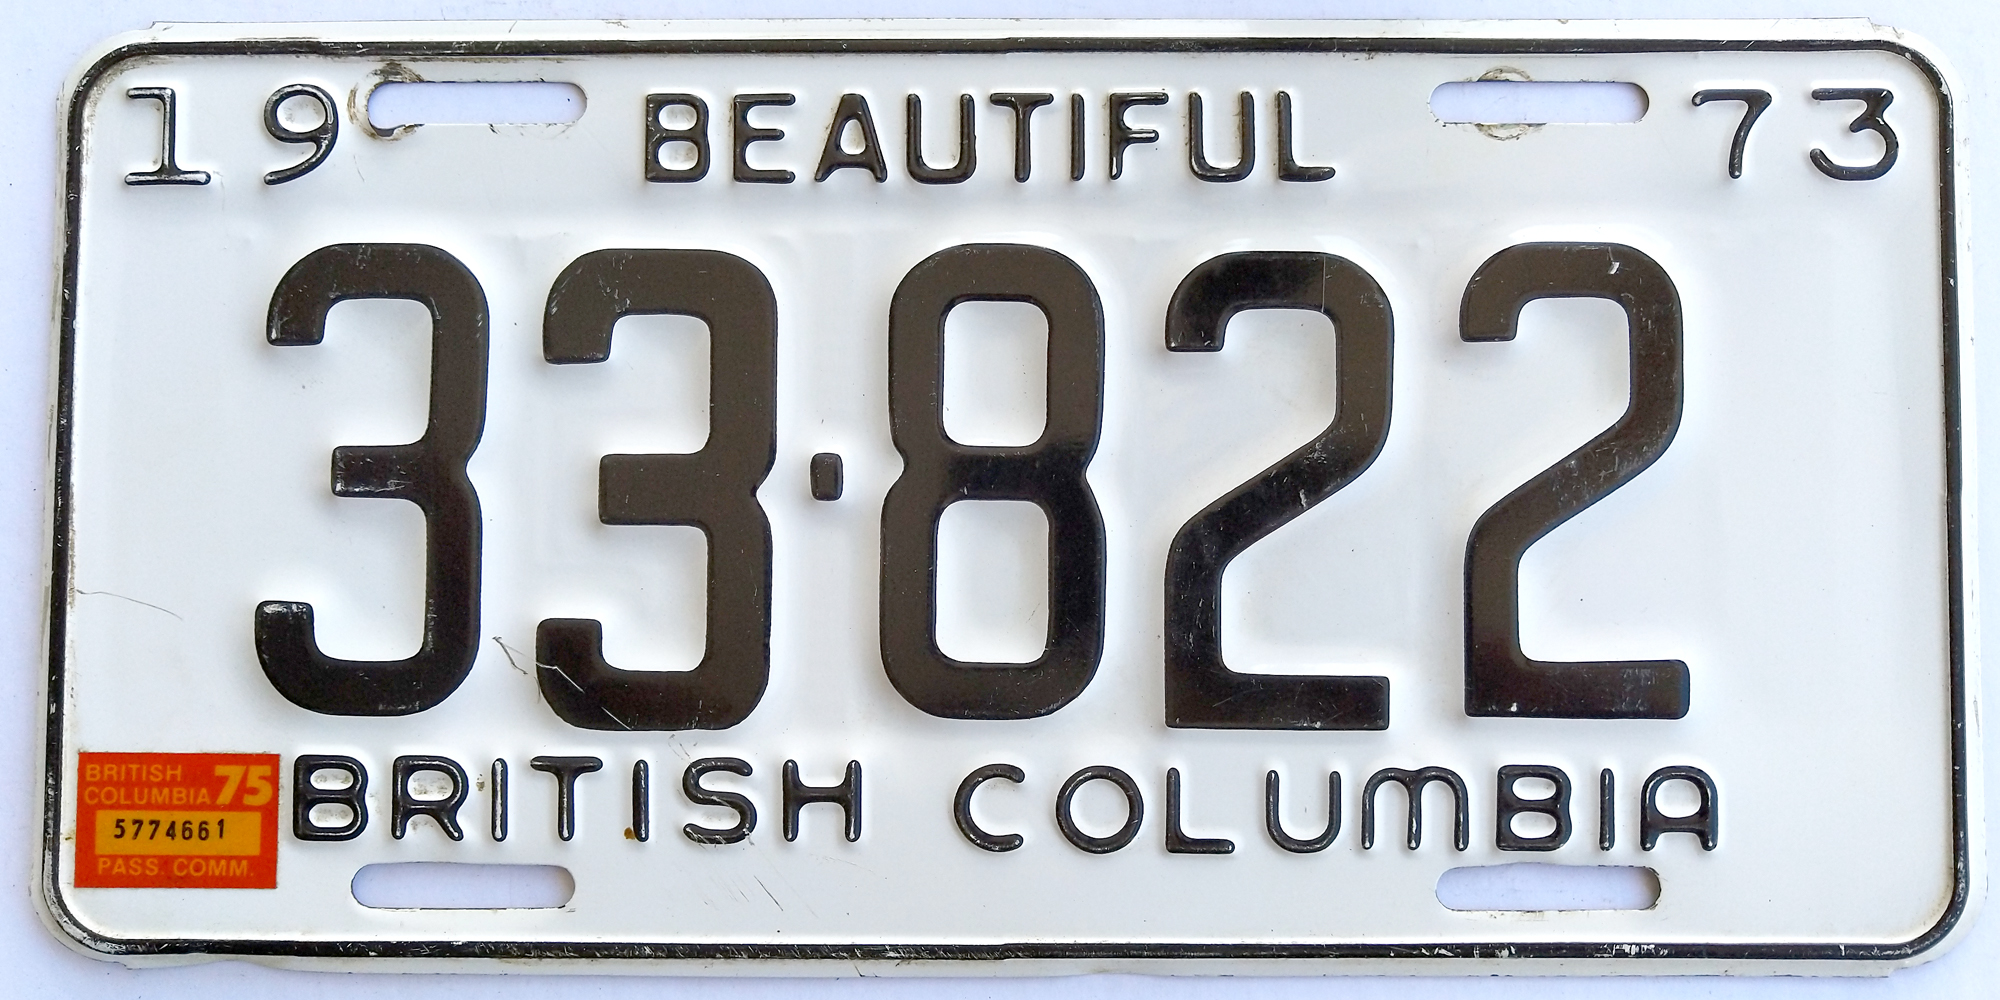 19 BEAUTIFUL 73
33·822
BRITISH COLUMBIA
BRITISH 75
COLUMBIA
5774661
PASS. COMM.